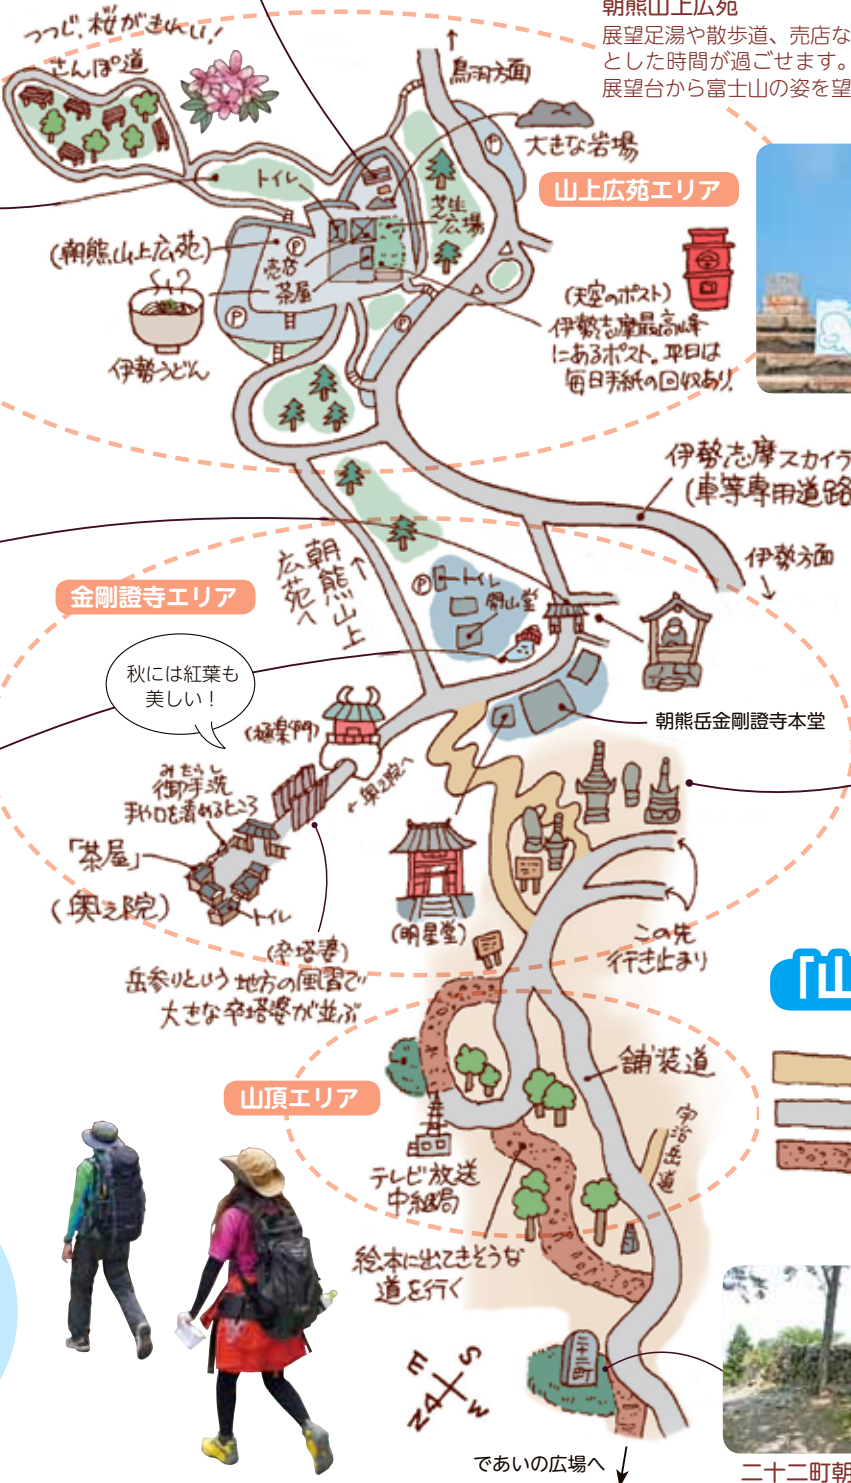 朝熊山上広苑
展望足湯や散歩道、売店な
とした時間が過ごせます。
展望台から富士山の姿を望
つつじ、桜がきれい!
さんぽ道
鳥羽方面
大きな岩場
山上広苑エリア
トイレ
芝生
広場
(朝熊山上広苑)
P
P
売店
茶屋
P
P
伊勢うどん
(天空のポスト)
伊勢志摩最高峰
にあるポスト。平日は
毎日手紙の回収あり
伊勢志摩スカイラ
(車等専用道路
伊勢方面
金剛證寺エリア
朝熊山上
広苑へ
P
トイレ
開山堂
秋には紅葉も
美しい!
朝熊岳金剛證寺本堂
(極楽門)
奥之院へ
みたらし
御手洗
手や口を清めるところ
「茶屋」
(奥之院)
トイレ
(明星堂)
(卒塔婆)
岳参りという地方の風習で
大きな卒塔婆が並ぶ
この先
行き止まり
「山
山頂エリア
舗装道
宇治岳道
テレビ放送
中継局
絵本に出てきそうな
道を行く
二十二町
E
S
N
W
であいの広場へ
二十二町朝